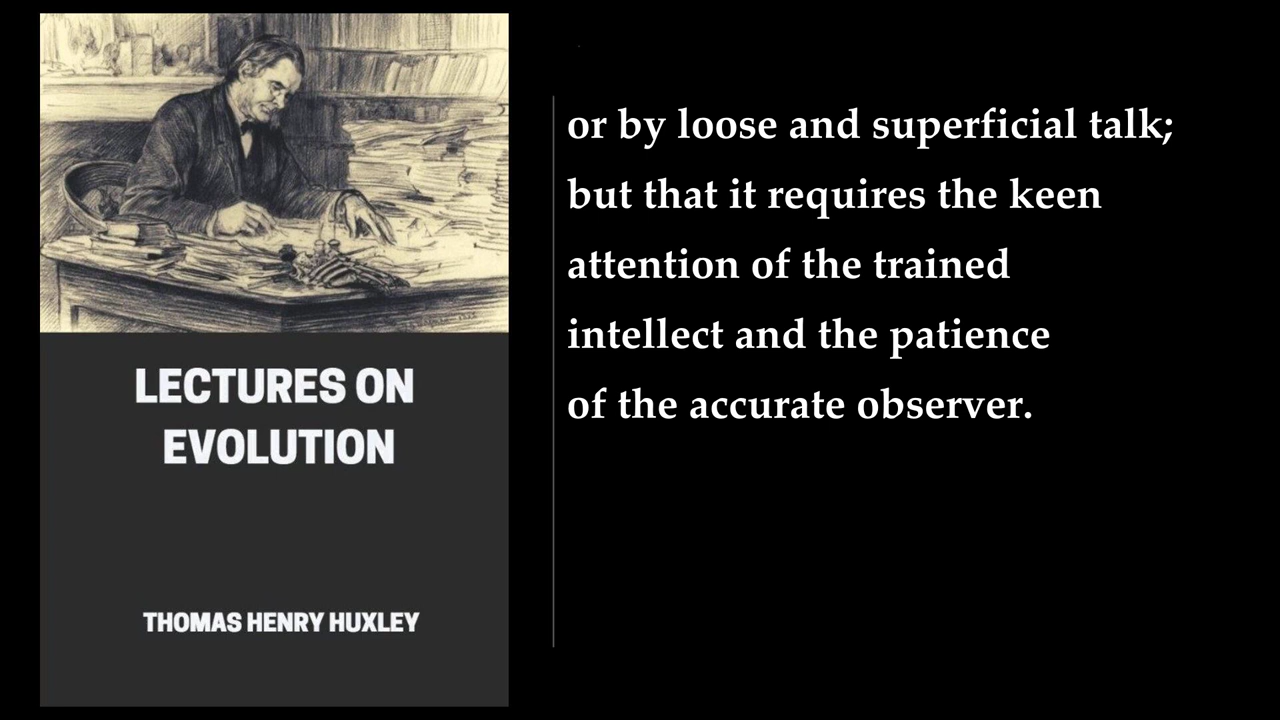 LECTURES ON
EVOLUTION
THOMAS HENRY HUXLEY
or by loose and superficial talk;
but that it requires the keen
attention of the trained
intellect and the patience
of the accurate observer.